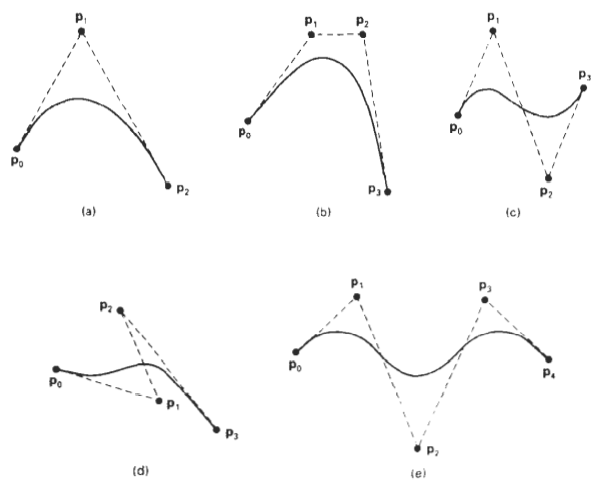 p₁
p₀
p₂
(a)
p₁ p₂
p₀
p₃
(b)
p₁
p₃
p₀
p₂
(c)
p₂
p₀
p₁
p₃
(d)
p₁
p₃
p₀
p₄
p₂
(e)